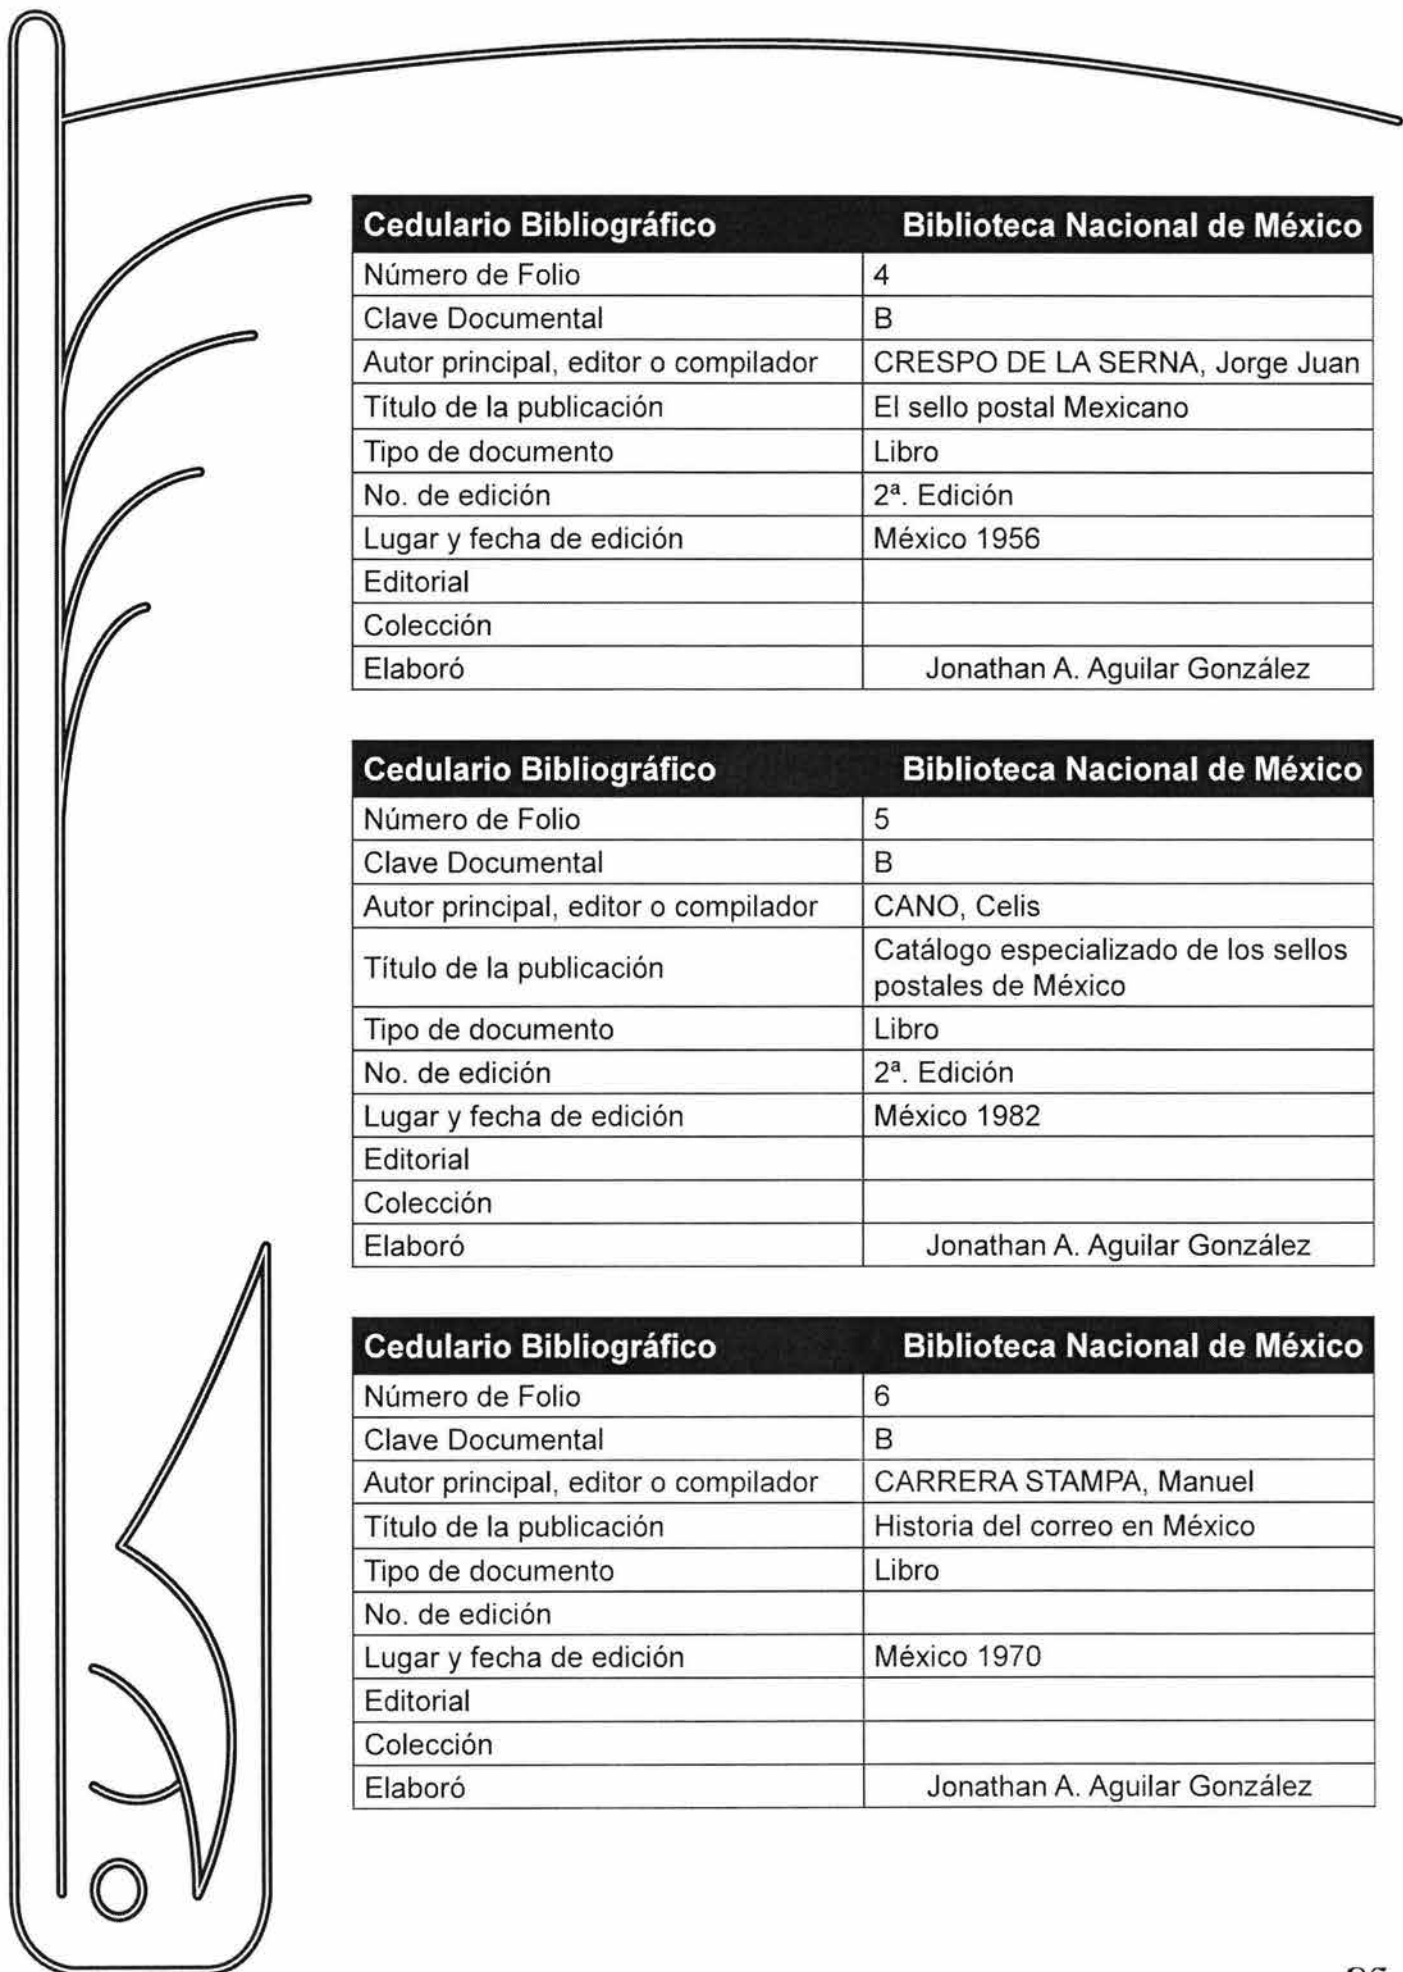 Cedulario Bibliográfico Biblioteca Nacional de México
Número de Folio 4
Clave Documental B
Autor principal, editor o compilador CRESPO DE LA SERNA, Jorge Juan
Título de la publicación El sello postal Mexicano
Tipo de documento Libro
No. de edición 2ª. Edición
Lugar y fecha de edición México 1956
Editorial
Colección
Elaboró Jonathan A. Aguilar González
Cedulario Bibliográfico Biblioteca Nacional de México
Número de Folio 5
Clave Documental B
Autor principal, editor o compilador CANO, Celis
Título de la publicación Catálogo especializado de los sellos
postales de México
Tipo de documento Libro
No. de edición 2ª. Edición
Lugar y fecha de edición México 1982
Editorial
Colección
Elaboró Jonathan A. Aguilar González
Cedulario Bibliográfico Biblioteca Nacional de México
Número de Folio 6
Clave Documental B
Autor principal, editor o compilador CARRERA STAMPA, Manuel
Título de la publicación Historia del correo en México
Tipo de documento Libro
No. de edición
Lugar y fecha de edición México 1970
Editorial
Colección
Elaboró Jonathan A. Aguilar González